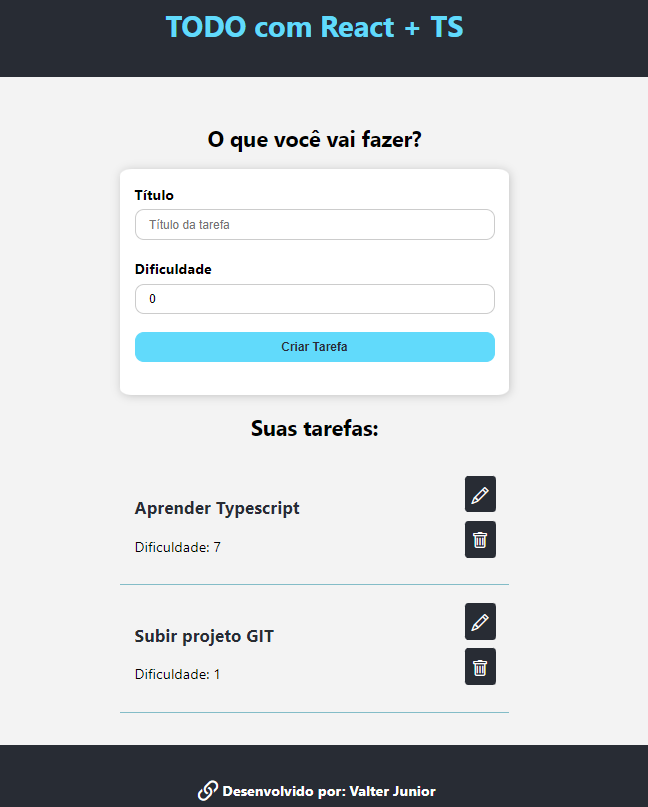 TODO com React + TS
O que você vai fazer?
Título
Título da tarefa
Dificuldade
0
Criar Tarefa
Suas tarefas:
Aprender Typescript
Dificuldade: 7
Subir projeto GIT
Dificuldade: 1
Desenvolvido por: Valter Junior